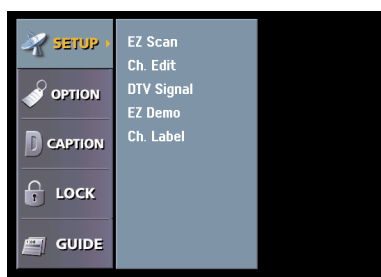 SETUP
OPTION
CAPTION
LOCK
GUIDE
EZ Scan
Ch. Edit
DTV Signal
EZ Demo
Ch. Label